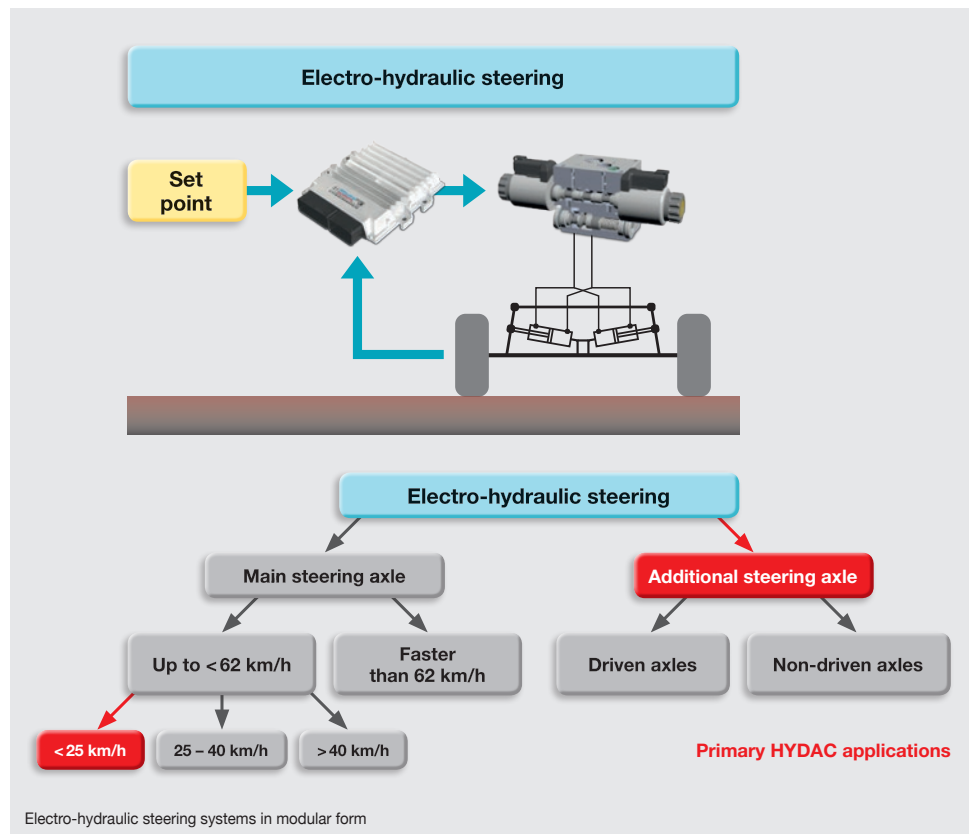 Electro-hydraulic steering
Set
point
Electro-hydraulic steering
Main steering axle
Additional steering axle
Up to < 62 km/h
Faster
than 62 km/h
Driven axles
Non-driven axles
< 25 km/h
25 – 40 km/h
> 40 km/h
Primary HYDAC applications
Electro-hydraulic steering systems in modular form